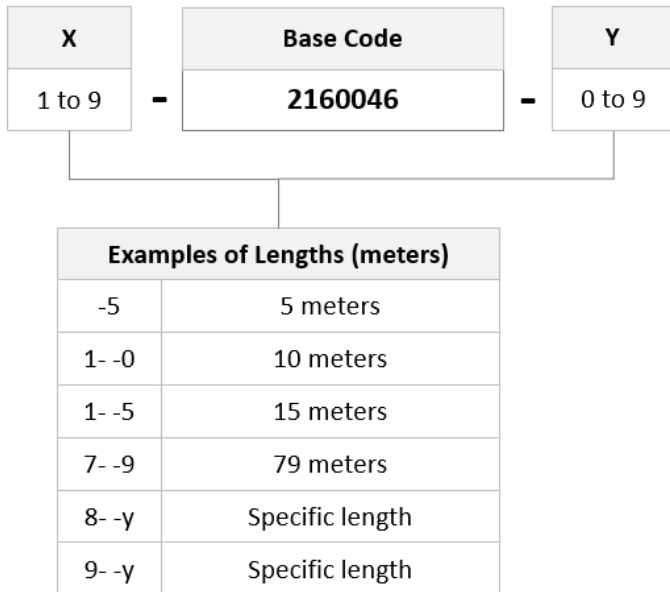 X
Base Code
Y
1 to 9
-
2160046
-
0 to 9
Examples of Lengths (meters)
-5
5 meters
1- -0
10 meters
1- -5
15 meters
7- -9
79 meters
8- -y
Specific length
9- -y
Specific length